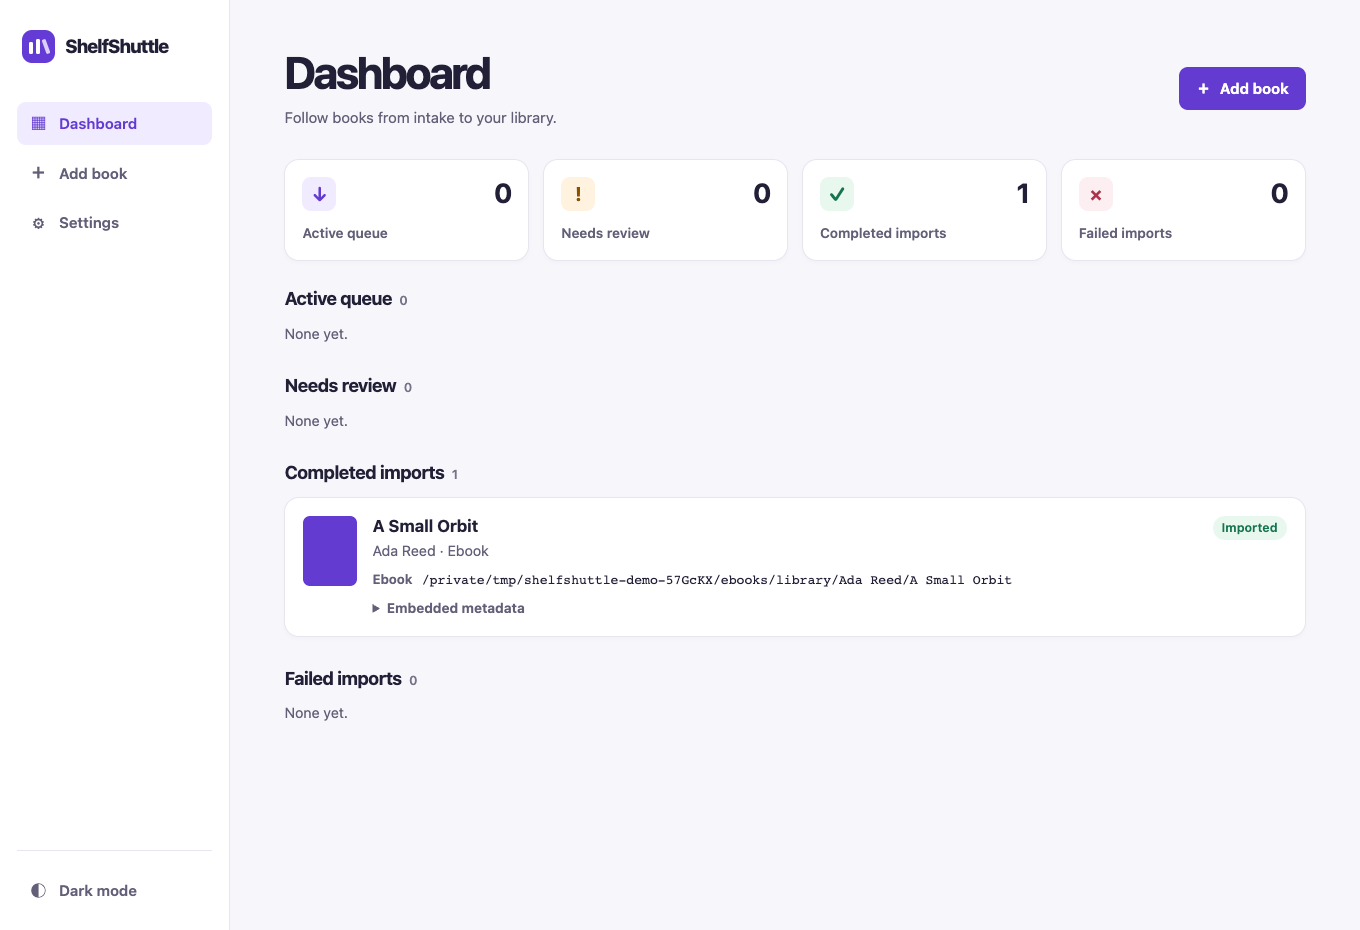 ShelfShuttle
Dashboard
+ Add book
Settings
Dark mode
Dashboard
Follow books from intake to your library.
+ Add book
0
Active queue
! 0
Needs review
1
Completed imports
0
Failed imports
Active queue 0
None yet.
Needs review 0
None yet.
Completed imports 1
A Small Orbit
Imported
Ada Reed · Ebook
Ebook /private/tmp/shelfshuttle-demo-57GcKX/ebooks/library/Ada Reed/A Small Orbit
Embedded metadata
Failed imports 0
None yet.